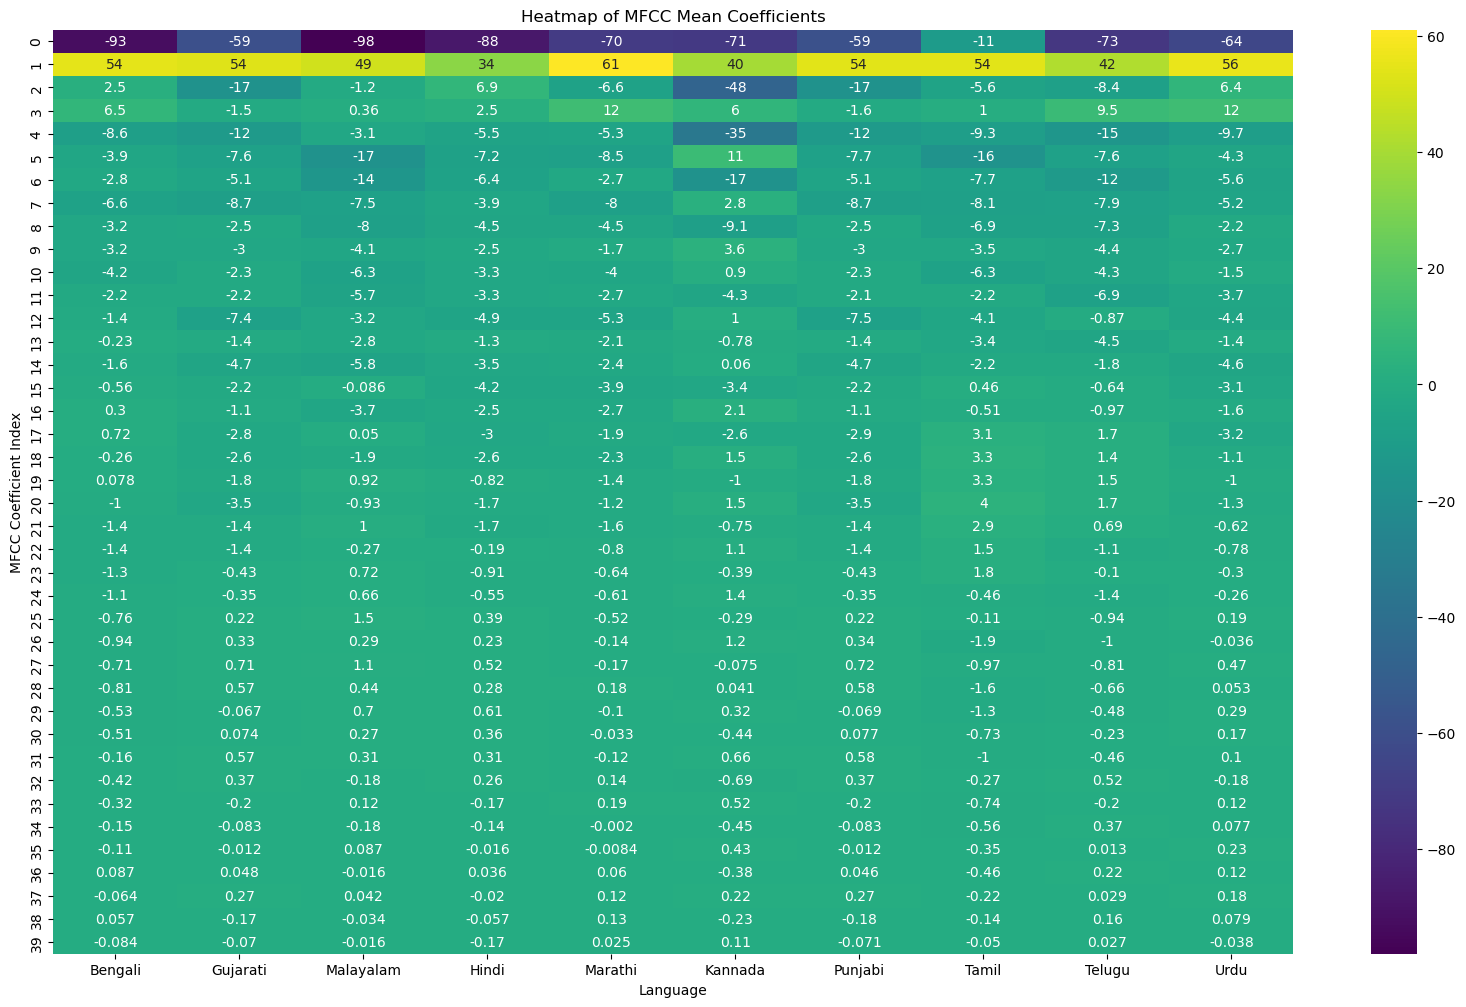 Heatmap of MFCC Mean Coefficients
0 -93 -59 -98 -88 -70 -71 -59 -11 -73 -64
1 54 54 49 34 61 40 54 54 42 56
2 2.5 -17 -1.2 6.9 -6.6 -48 -17 -5.6 -8.4 6.4
3 6.5 -1.5 0.36 2.5 12 6 -1.6 1 9.5 12
4 -8.6 -12 -3.1 -5.5 -5.3 -35 -12 -9.3 -15 -9.7
5 -3.9 -7.6 -17 -7.2 -8.5 11 -7.7 -16 -7.6 -4.3
6 -2.8 -5.1 -14 -6.4 -2.7 -17 -5.1 -7.7 -12 -5.6
7 -6.6 -8.7 -7.5 -3.9 -8 2.8 -8.7 -8.1 -7.9 -5.2
8 -3.2 -2.5 -8 -4.5 -4.5 -9.1 -2.5 -6.9 -7.3 -2.2
9 -3.2 -3 -4.1 -2.5 -1.7 3.6 -3 -3.5 -4.4 -2.7
10 -4.2 -2.3 -6.3 -3.3 -4 0.9 -2.3 -6.3 -4.3 -1.5
11 -2.2 -2.2 -5.7 -3.3 -2.7 -4.3 -2.1 -2.2 -6.9 -3.7
12 -1.4 -7.4 -3.2 -4.9 -5.3 1 -7.5 -4.1 -0.87 -4.4
13 -0.23 -1.4 -2.8 -1.3 -2.1 -0.78 -1.4 -3.4 -4.5 -1.4
14 -1.6 -4.7 -5.8 -3.5 -2.4 0.06 -4.7 -2.2 -1.8 -4.6
15 -0.56 -2.2 -0.086 -4.2 -3.9 -3.4 -2.2 0.46 -0.64 -3.1
16 0.3 -1.1 -3.7 -2.5 -2.7 2.1 -1.1 -0.51 -0.97 -1.6
17 0.72 -2.8 0.05 -3 -1.9 -2.6 -2.9 3.1 1.7 -3.2
18 -0.26 -2.6 -1.9 -2.6 -2.3 1.5 -2.6 3.3 1.4 -1.1
19 0.078 -1.8 0.92 -0.82 -1.4 -1 -1.8 3.3 1.5 -1
20 -1 -3.5 -0.93 -1.7 -1.2 1.5 -3.5 4 1.7 -1.3
21 -1.4 -1.4 1 -1.7 -1.6 -0.75 -1.4 2.9 0.69 -0.62
22 -1.4 -1.4 -0.27 -0.19 -0.8 1.1 -1.4 1.5 -1.1 -0.78
23 -1.3 -0.43 0.72 -0.91 -0.64 -0.39 -0.43 1.8 -0.1 -0.3
24 -1.1 -0.35 0.66 -0.55 -0.61 1.4 -0.35 -0.46 -1.4 -0.26
25 -0.76 0.22 1.5 0.39 -0.52 -0.29 0.22 -0.11 -0.94 0.19
26 -0.94 0.33 0.29 0.23 -0.14 1.2 0.34 -1.9 -1 -0.036
27 -0.71 0.71 1.1 0.52 -0.17 -0.075 0.72 -0.97 -0.81 0.47
28 -0.81 0.57 0.44 0.28 0.18 0.041 0.58 -1.6 -0.66 0.053
29 -0.53 -0.067 0.7 0.61 -0.1 0.32 -0.069 -1.3 -0.48 0.29
30 -0.51 0.074 0.27 0.36 -0.033 -0.44 0.077 -0.73 -0.23 0.17
31 -0.16 0.57 0.31 0.31 -0.12 0.66 0.58 -1 -0.46 0.1
32 -0.42 0.37 -0.18 0.26 0.14 -0.69 0.37 -0.27 0.52 -0.18
33 -0.32 -0.2 0.12 -0.17 0.19 0.52 -0.2 -0.74 -0.2 0.12
34 -0.15 -0.083 -0.18 -0.14 -0.002 -0.45 -0.083 -0.56 0.37 0.077
35 -0.11 -0.012 0.087 -0.016 -0.0084 0.43 -0.012 -0.35 0.013 0.23
36 0.087 0.048 -0.016 0.036 0.06 -0.38 0.046 -0.46 0.22 0.12
37 -0.064 0.27 0.042 -0.02 0.12 0.22 0.27 -0.22 0.029 0.18
38 0.057 -0.17 -0.034 -0.057 0.13 -0.23 -0.18 -0.14 0.16 0.079
39 -0.084 -0.07 -0.016 -0.17 0.025 0.11 -0.071 -0.05 0.027 -0.038
Bengali Gujarati Malayalam Hindi Marathi Kannada Punjabi Tamil Telugu Urdu
Language
MFCC Coefficient Index
60
40
20
0
−20
−40
−60
−80